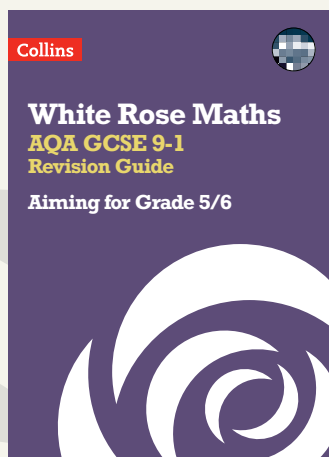 Collins
White Rose Maths
AQA GCSE 9-1
Revision Guide
Aiming for Grade 5/6